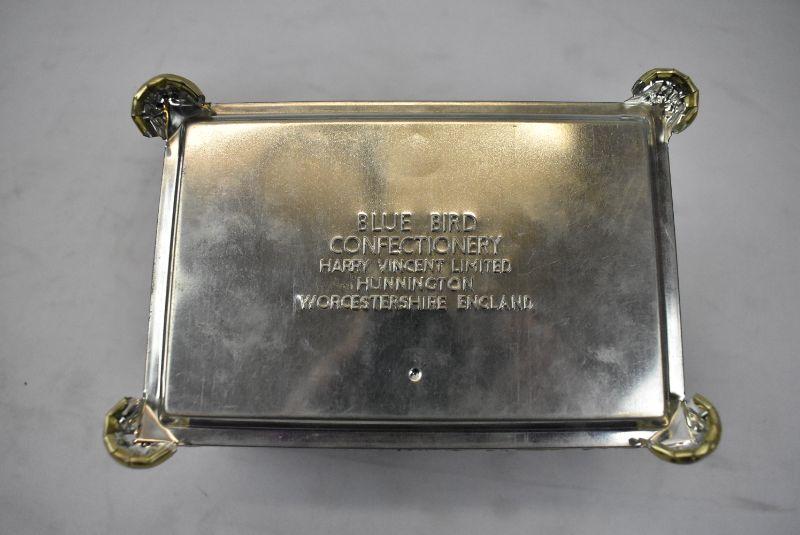 BLUE BIRD
CONFECTIONERY
HARRY VINCENT LIMITED
HUNNINGTON
WORCESTERSHIRE ENGLAND